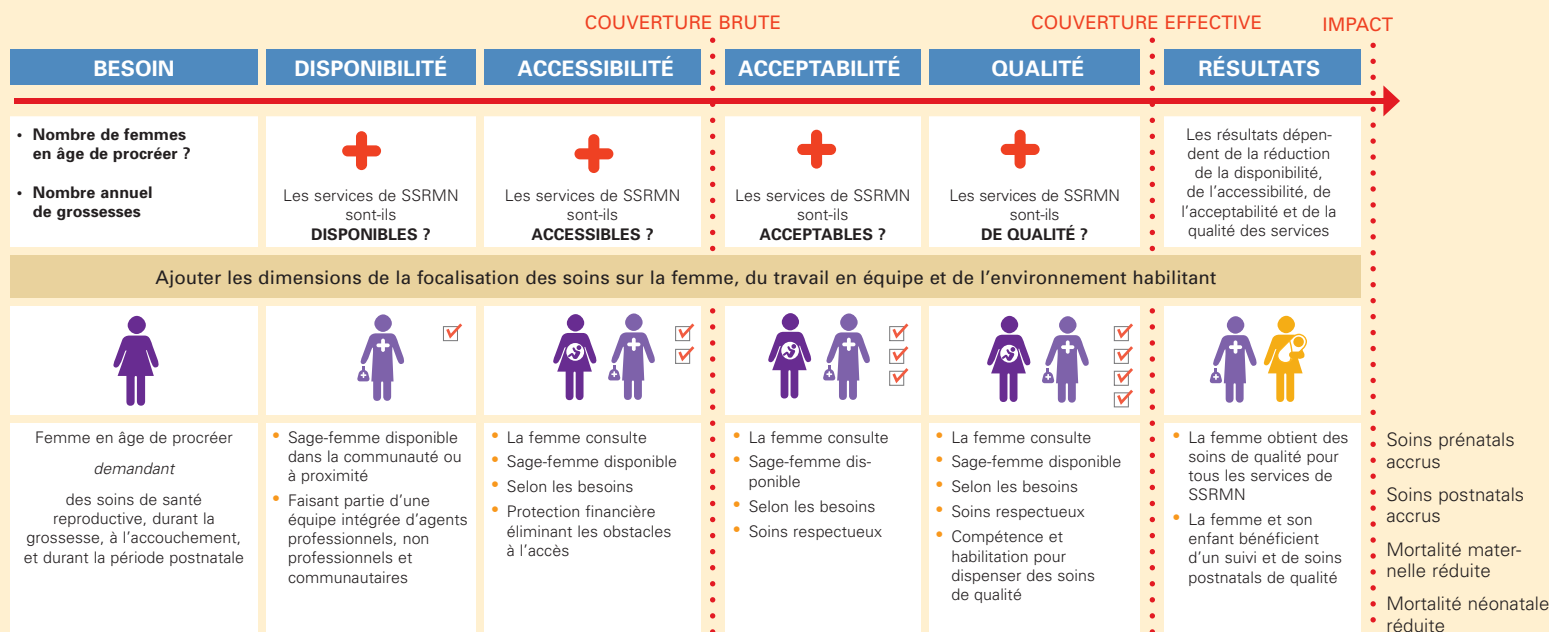 COUVERTURE BRUTE
COUVERTURE EFFECTIVE
IMPACT
BESOIN
DISPONIBILITÉ
ACCESSIBILITÉ
ACCEPTABILITÉ
QUALITÉ
RÉSULTATS
• Nombre de femmes
en âge de procréer ?
• Nombre annuel
de grossesses
Les services de SSRMN
sont-ils
DISPONIBLES ?
Les services de SSRMN
sont-ils
ACCESSIBLES ?
Les services de SSRMN
sont-ils
ACCEPTABLES ?
Les services de SSRMN
sont-ils
DE QUALITÉ ?
Les résultats dépen-
dent de la réduction
de la disponibilité,
de l'accessibilité, de
l'acceptabilité et de la
qualité des services
Ajouter les dimensions de la focalisation des soins sur la femme, du travail en équipe et de l'environnement habilitant
Femme en âge de procréer
demandant
des soins de santé
reproductive, durant la
grossesse, à l'accouchement,
et durant la période postnatale
• Sage-femme disponible
dans la communauté ou
à proximité
• Faisant partie d'une
équipe intégrée d'agents
professionnels, non
professionnels et
communautaires
• La femme consulte
• Sage-femme disponible
• Selon les besoins
• Protection financière
éliminant les obstacles
à l'accès
• La femme consulte
• Sage-femme dis-
ponible
• Selon les besoins
• Soins respectueux
• La femme consulte
• Sage-femme disponible
• Selon les besoins
• Soins respectueux
• Compétence et
habilitation pour
dispenser des soins
de qualité
• La femme obtient des
soins de qualité pour
tous les services de
SSRMN
• La femme et son
enfant bénéficient
d'un suivi et de soins
postnatals de qualité
Soins prénatals
accrus
Soins postnatals
accrus
Mortalité mater-
nelle réduite
Mortalité néonatale
réduite